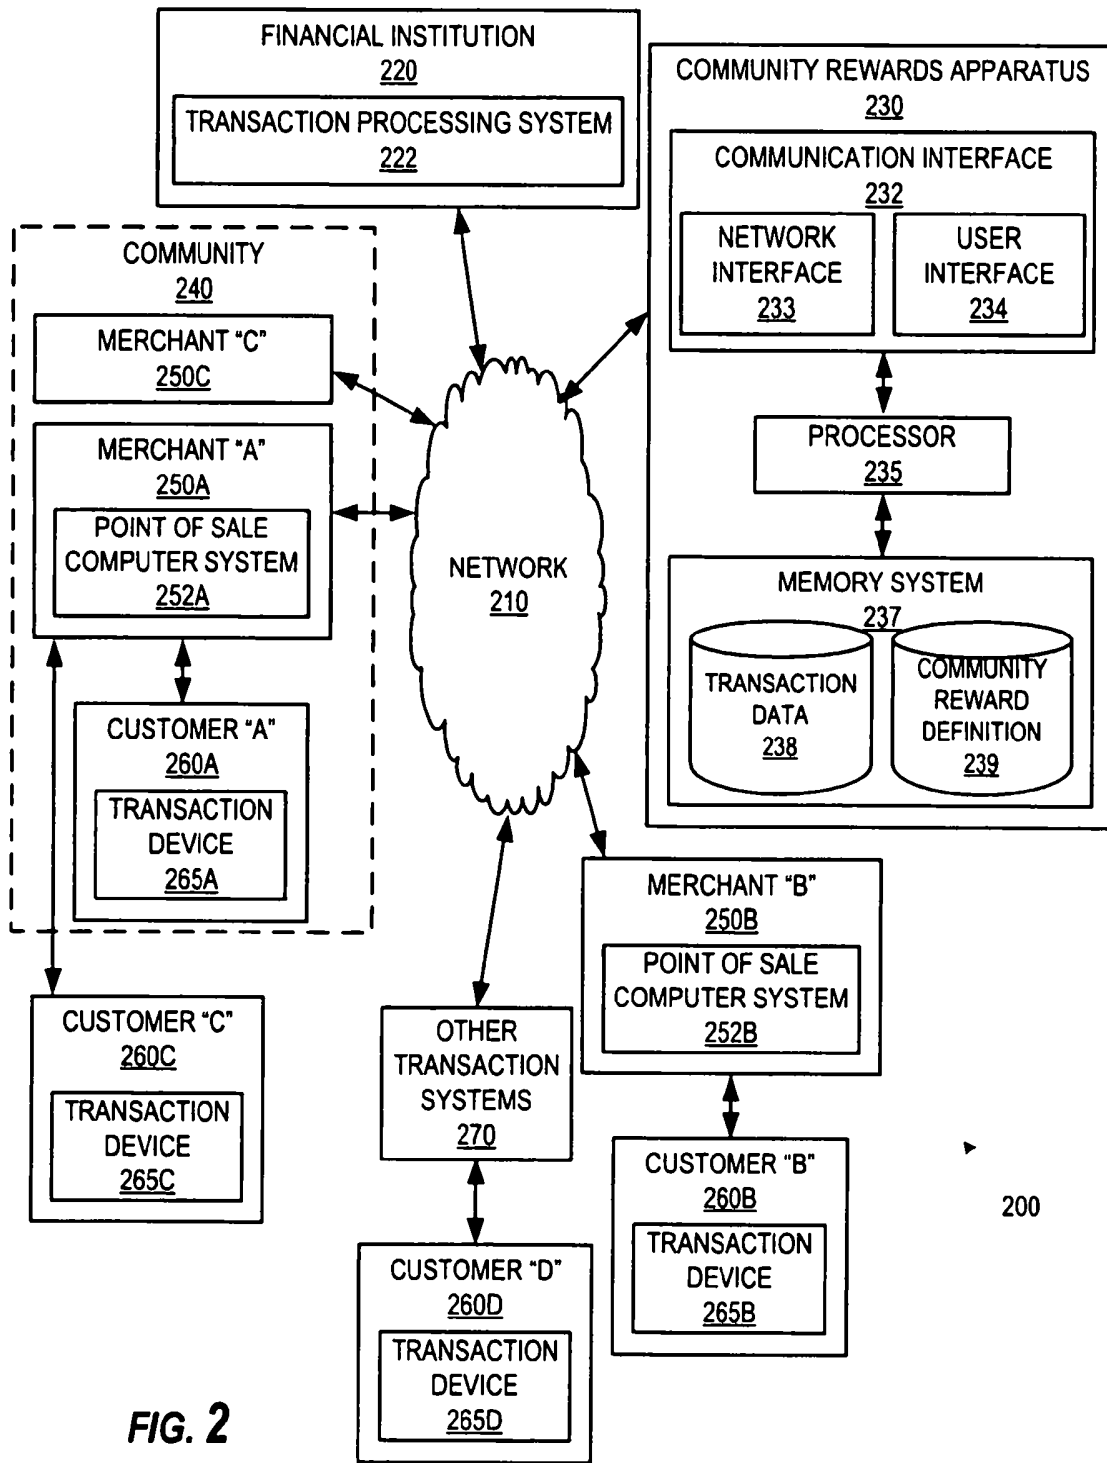 FINANCIAL INSTITUTION
220
TRANSACTION PROCESSING SYSTEM
222
COMMUNITY REWARDS APPARATUS
230
COMMUNICATION INTERFACE
232
NETWORK
INTERFACE
233
USER
INTERFACE
234
PROCESSOR
235
MEMORY SYSTEM
237
TRANSACTION
DATA
238
COMMUNITY
REWARD
DEFINITION
239
COMMUNITY
240
MERCHANT "C"
250C
MERCHANT "A"
250A
POINT OF SALE
COMPUTER SYSTEM
252A
CUSTOMER "A"
260A
TRANSACTION
DEVICE
265A
NETWORK
210
CUSTOMER "C"
260C
TRANSACTION
DEVICE
265C
OTHER
TRANSACTION
SYSTEMS
270
CUSTOMER "D"
260D
TRANSACTION
DEVICE
265D
MERCHANT "B"
250B
POINT OF SALE
COMPUTER SYSTEM
252B
CUSTOMER "B"
260B
TRANSACTION
DEVICE
265B
200
FIG. 2